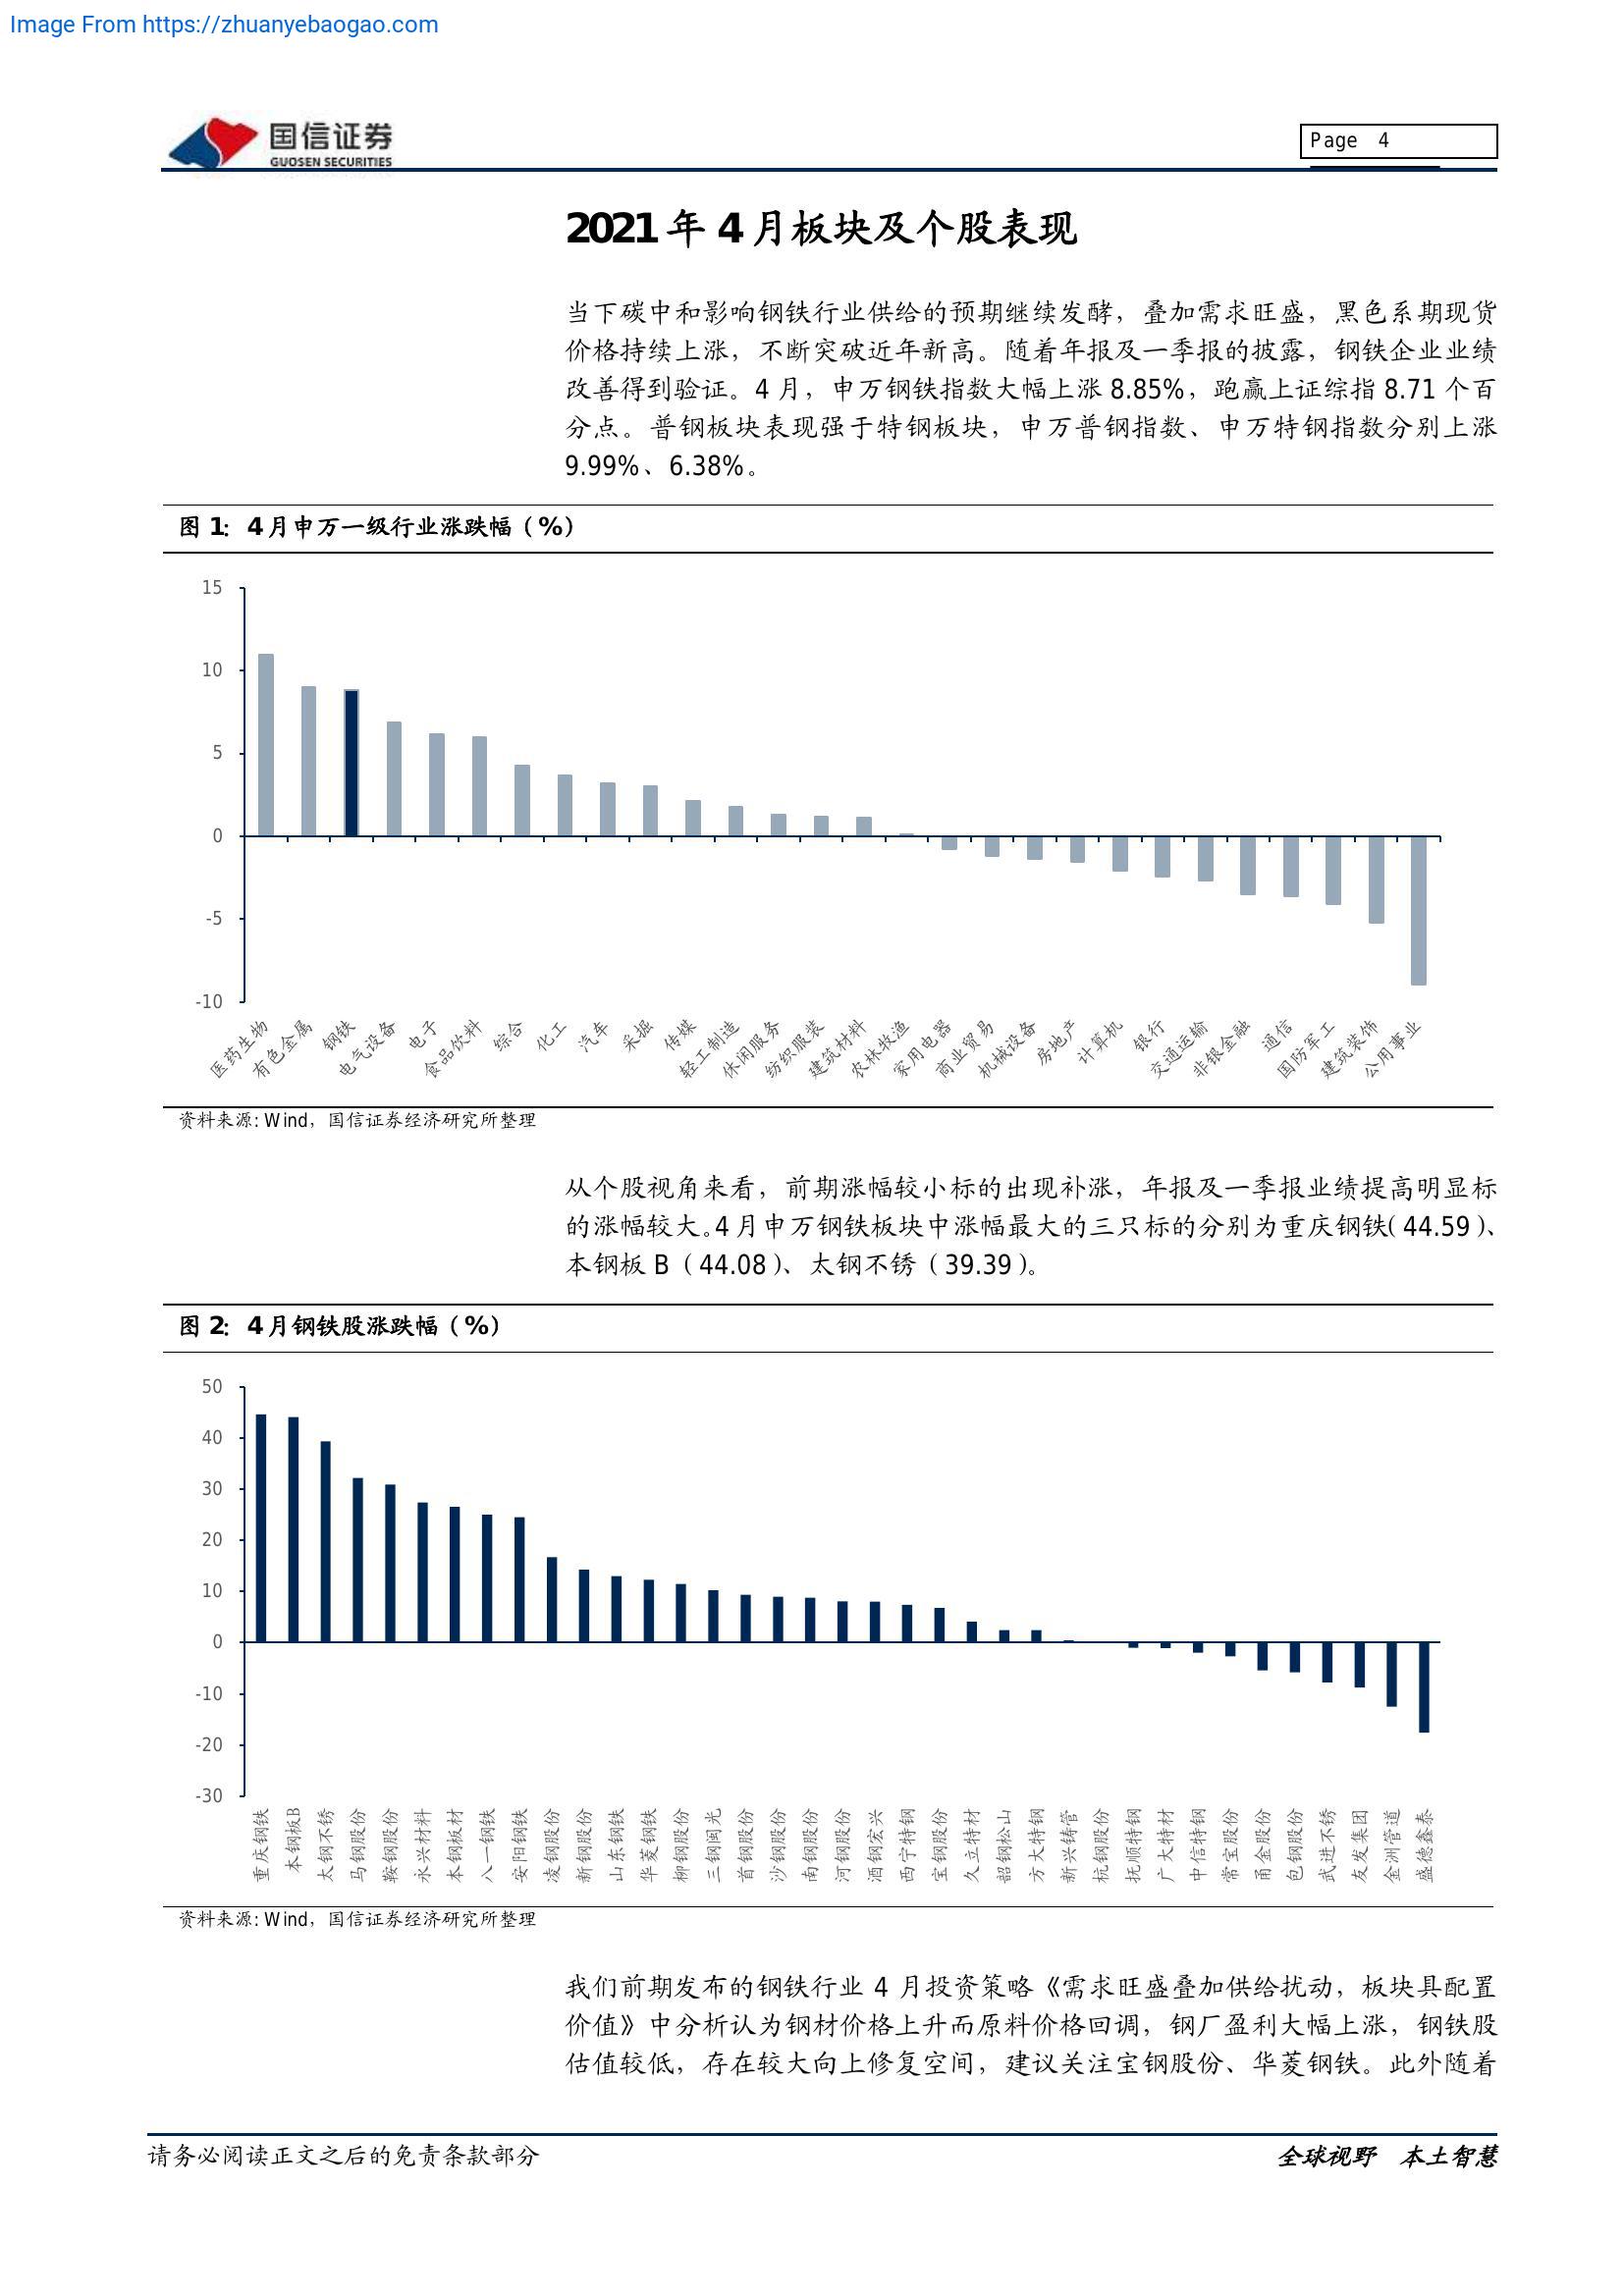 Image From https://zhuanyebaogao.com
国信证券
GUOSEN SECURITIES
Page 4
2021年4月板块及个股表现
当下碳中和影响钢铁行业供给的预期继续发酵，叠加需求旺盛，黑色系期现货
价格持续上涨，不断突破近年新高。随着年报及一季报的披露，钢铁企业业绩
改善得到验证。4月，申万钢铁指数大幅上涨8.85%，跑赢上证综指8.71个百
分点。普钢板块表现强于特钢板块，申万普钢指数、申万特钢指数分别上涨
9.99%、6.38%。
图1：4月申万一级行业涨跌幅（%）
15
10
5
0
-5
-10
医药生物
有色金属
钢铁
电气设备
电子
食品饮料
综合
化工
汽车
采掘
传媒
轻工制造
休闲服务
纺织服装
建筑材料
农林牧渔
家用电器
商业贸易
机械设备
房地产
计算机
银行
交通运输
非银金融
通信
国防军工
建筑装饰
公用事业
资料来源：Wind，国信证券经济研究所整理
从个股视角来看，前期涨幅较小标的出现补涨，年报及一季报业绩提高明显标
的涨幅较大。4月申万钢铁板块中涨幅最大的三只标的分别为重庆钢铁（44.59）、
本钢板B（44.08）、太钢不锈（39.39）。
图2：4月钢铁股涨跌幅（%）
50
40
30
20
10
0
-10
-20
-30
重庆钢铁
本钢板B
太钢不锈
马钢股份
鞍钢股份
永兴材料
本钢板材
八一钢铁
安阳钢铁
凌钢股份
新钢股份
山东钢铁
华菱钢铁
柳钢股份
三钢闽光
首钢股份
沙钢股份
南钢股份
河钢股份
酒钢宏兴
西宁特钢
宝钢股份
久立特材
韶钢松山
方大特钢
新兴铸管
杭钢股份
抚顺特钢
广大特材
中信特钢
常宝股份
甬金股份
包钢股份
武进不锈
友发集团
金洲管道
盛德鑫泰
资料来源：Wind，国信证券经济研究所整理
我们前期发布的钢铁行业4月投资策略《需求旺盛叠加供给扰动，板块具配置
价值》中分析认为钢材价格上升而原料价格回调，钢厂盈利大幅上涨，钢铁股
估值较低，存在较大向上修复空间，建议关注宝钢股份、华菱钢铁。此外随着
请务必阅读正文之后的免责条款部分
全球视野 本土智慧